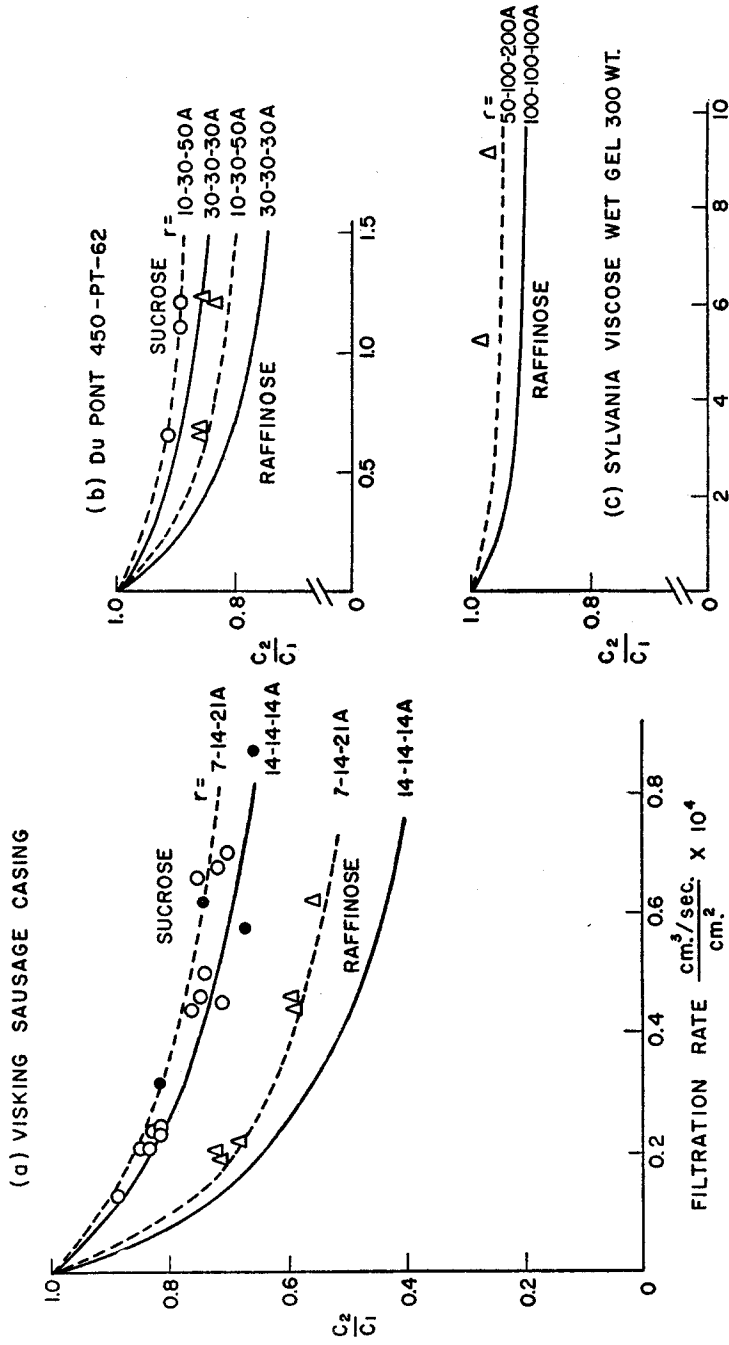 (a) VISKING SAUSAGE CASING
C2/C1
1.0
0.8
0.6
0.4
0.2
0
SUCROSE
r=
7-14-21A
14-14-14A
RAFFINOSE
7-14-21A
14-14-14A
0.2
0.4
0.6
0.8
FILTRATION RATE cm.³/sec. / cm.² X 10⁴
(b) Du PONT 450-PT-62
C2/C1
1.0
0.8
0
SUCROSE
r=
10-30-50A
30-30-30A
10-30-50A
30-30-30A
RAFFINOSE
0.5
1.0
1.5
C2/C1
1.0
0.8
0
r=
50-100-200A
100-100-100A
RAFFINOSE
(C) SYLVANIA VISCOSE WET GEL 300 WT.
2
4
6
8
10